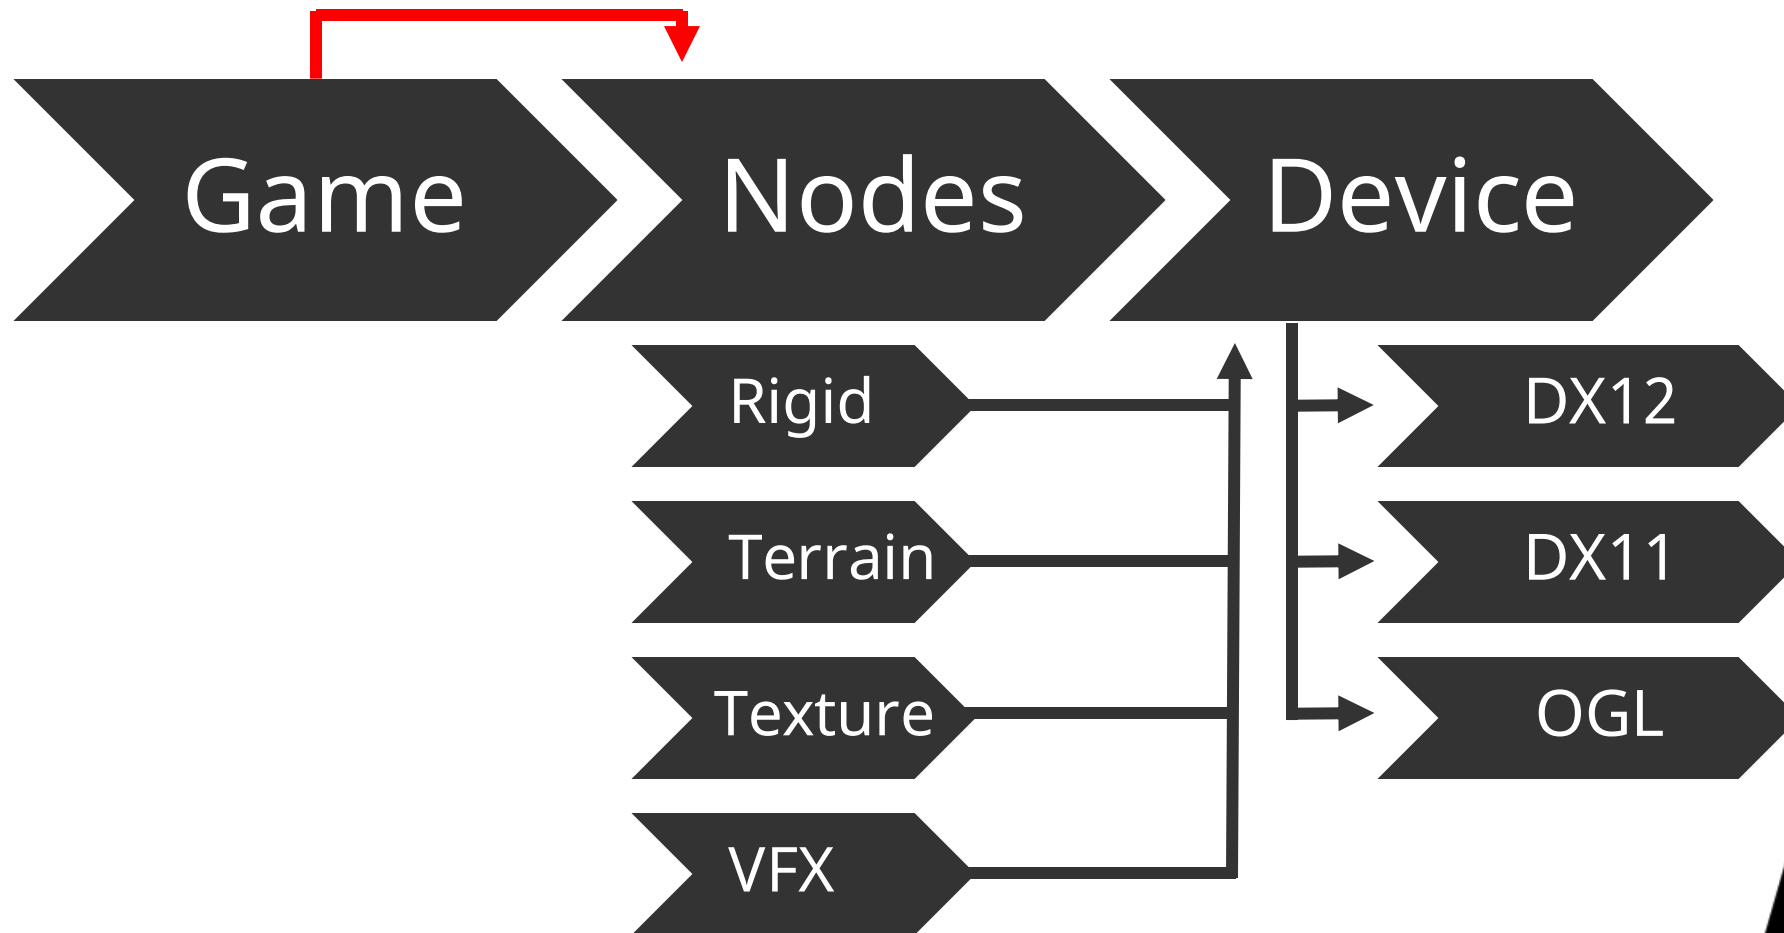 Game
Nodes
Device
Rigid
DX12
Terrain
DX11
Texture
OGL
VFX